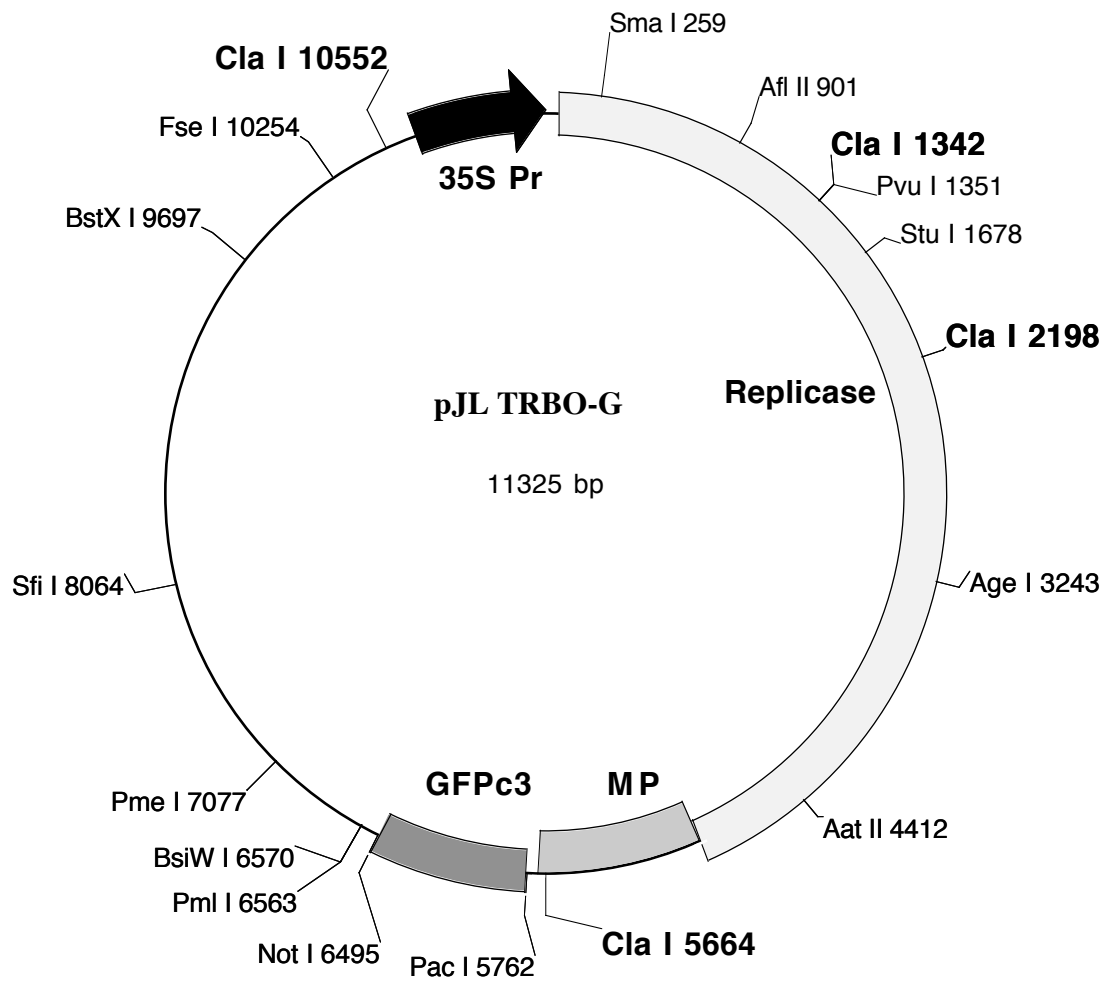 Sma I 259
Cla I 10552
Afl II 901
Fse I 10254
Cla I 1342
35S Pr
Pvu I 1351
BstX I 9697
Stu I 1678
Cla I 2198
Replicase
pJL TRBO-G
11325 bp
Sfi I 8064
Age I 3243
GFPc3
MP
Pme I 7077
Aat II 4412
BsiW I 6570
Pml I 6563
Cla I 5664
Not I 6495
Pac I 5762